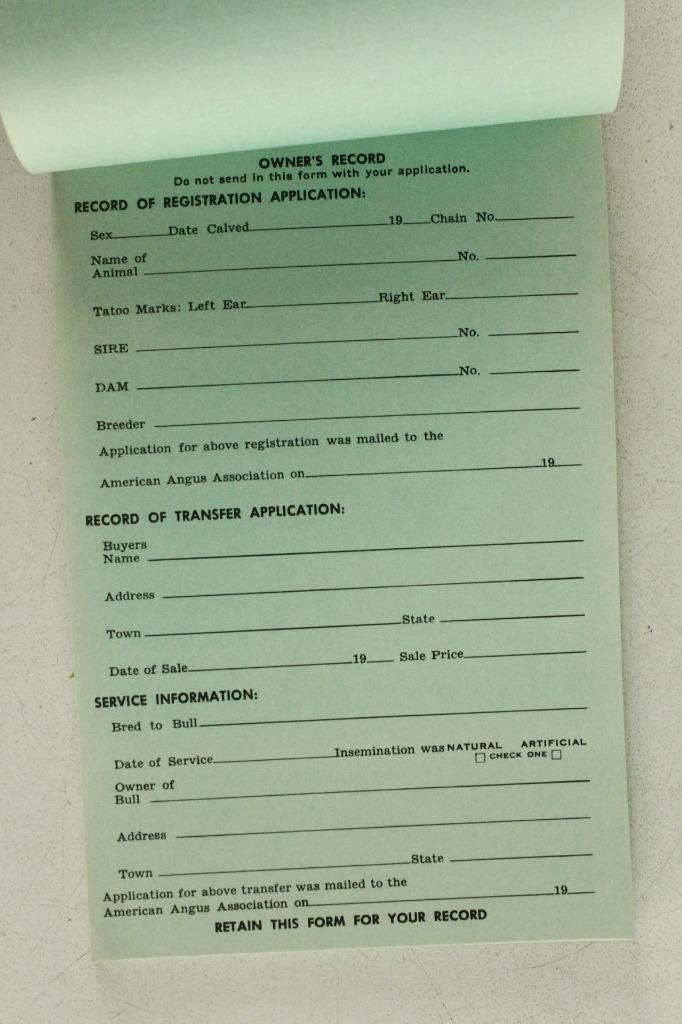 OWNER'S RECORD
Do not send in this form with your application.
RECORD OF REGISTRATION APPLICATION:
Sex Date Calved 19 Chain No.
Name of
Animal No.
Tatoo Marks: Left Ear Right Ear
SIRE No.
DAM No.
Breeder
Application for above registration was mailed to the
American Angus Association on 19
RECORD OF TRANSFER APPLICATION:
Buyers
Name
Address
Town State
Date of Sale 19 Sale Price
SERVICE INFORMATION:
Bred to Bull
Date of Service Insemination was NATURAL ARTIFICIAL
☐ CHECK ONE ☐
Owner of
Bull
Address
Town State
Application for above transfer was mailed to the
American Angus Association on 19
RETAIN THIS FORM FOR YOUR RECORD